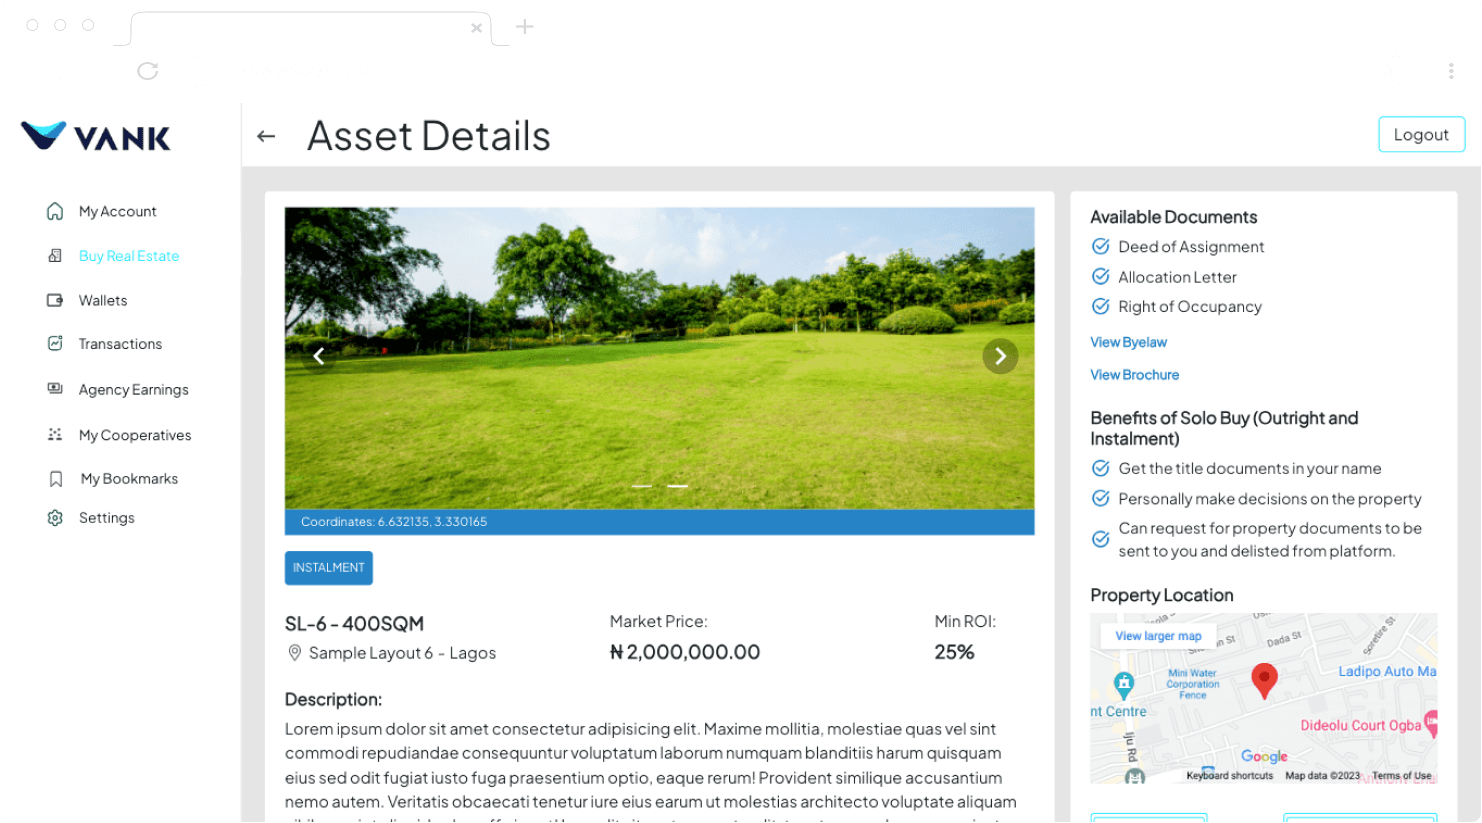 VANK
My Account
Buy Real Estate
Wallets
Transactions
Agency Earnings
My Cooperatives
My Bookmarks
Settings
Asset Details
Logout
Coordinates: 6.632135, 3.330165
INSTALMENT
SL-6 - 400SQM
Sample Layout 6 - Lagos
Market Price:
₦ 2,000,000.00
Min ROI:
25%
Description:
Lorem ipsum dolor sit amet consectetur adipisicing elit. Maxime mollitia, molestiae quas vel sint
commodi repudiandae consequuntur voluptatum laborum numquam blanditiis harum quisquam
eius sed odit fugiat iusto fuga praesentium optio, eaque rerum! Provident similique accusantium
nemo autem. Veritatis obcaecati tenetur iure eius earum ut molestias architecto voluptate aliquam
Available Documents
Deed of Assignment
Allocation Letter
Right of Occupancy
View Byelaw
View Brochure
Benefits of Solo Buy (Outright and
Instalment)
Get the title documents in your name
Personally make decisions on the property
Can request for property documents to be
sent to you and delisted from platform.
Property Location
View larger map
Dada St
Soretire St
Mini Water
Corporation
Fence
Ladipo Auto Ma
nt Centre
Dideolu Court Ogba
Iju Rd
Google
Keyboard shortcuts
Map data ©2023
Terms of Use